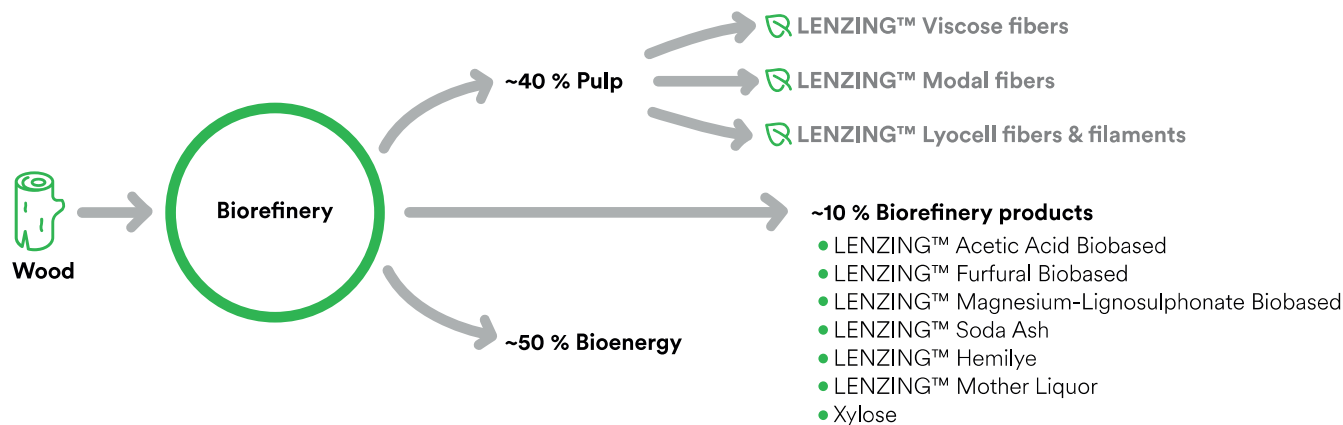 Wood
Biorefinery
~40 % Pulp
LENZING™ Viscose fibers
LENZING™ Modal fibers
LENZING™ Lyocell fibers & filaments
~10 % Biorefinery products
• LENZING™ Acetic Acid Biobased
• LENZING™ Furfural Biobased
• LENZING™ Magnesium-Lignosulphonate Biobased
• LENZING™ Soda Ash
• LENZING™ Hemilye
• LENZING™ Mother Liquor
• Xylose
~50 % Bioenergy